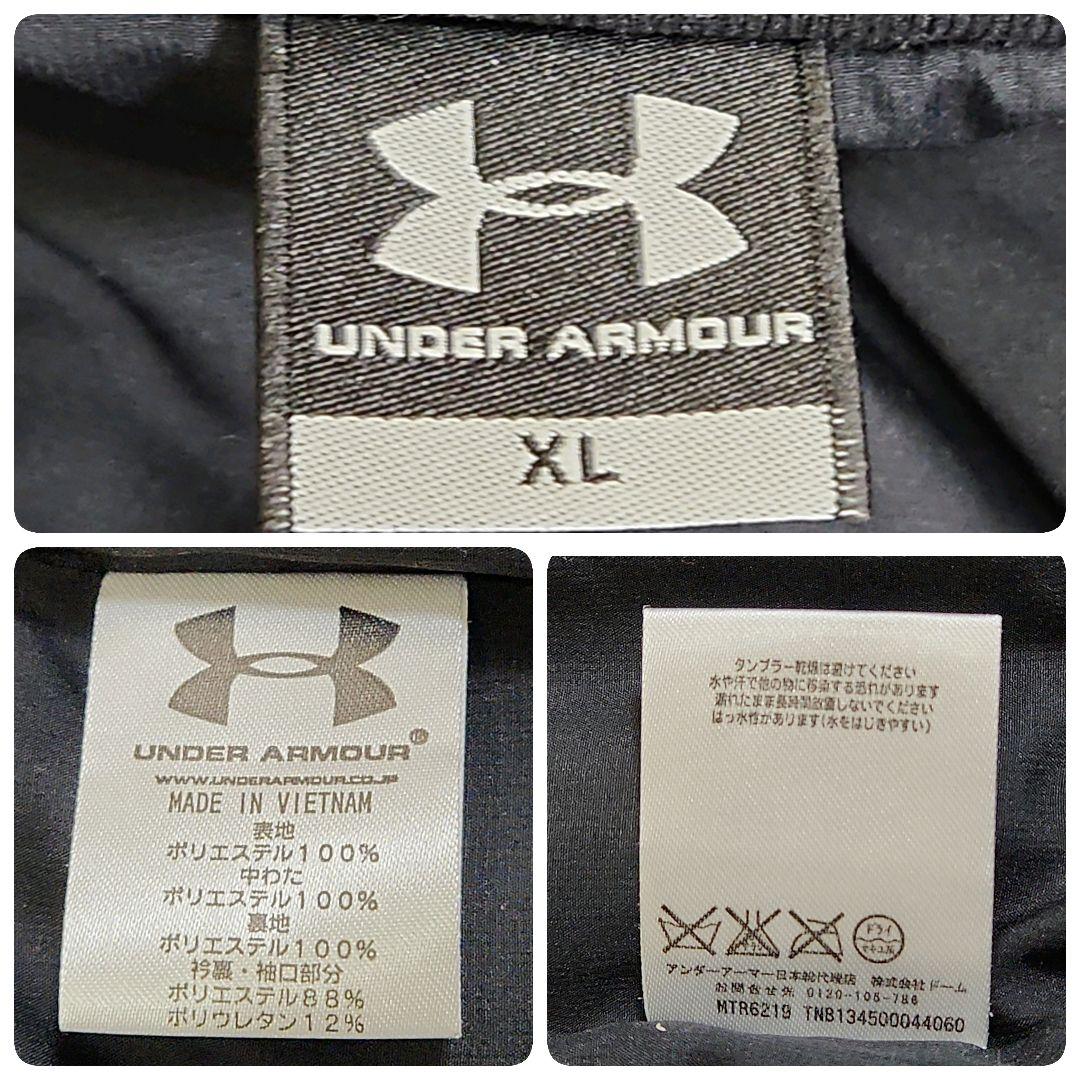 UNDER ARMOUR
XL
UNDER ARMOUR®
WWW.UNDERARMOUR.CO.JP
MADE IN VIETNAM
表地
ポリエステル100%
中わた
ポリエステル100%
裏地
ポリエステル100%
衿裏・袖口部分
ポリエステル88%
ポリウレタン12%
タンブラー乾燥は避けてください
水や汗で他の物に移染する恐れがあります
濡れたまま長時間放置しないでください
はっ水性があります(水をはじきやすい)
ドライ
アンダーアーマー日本総代理店 株式会社ドーム
お問合せ先 0120-105-786
MTR6219 TNB134500044060